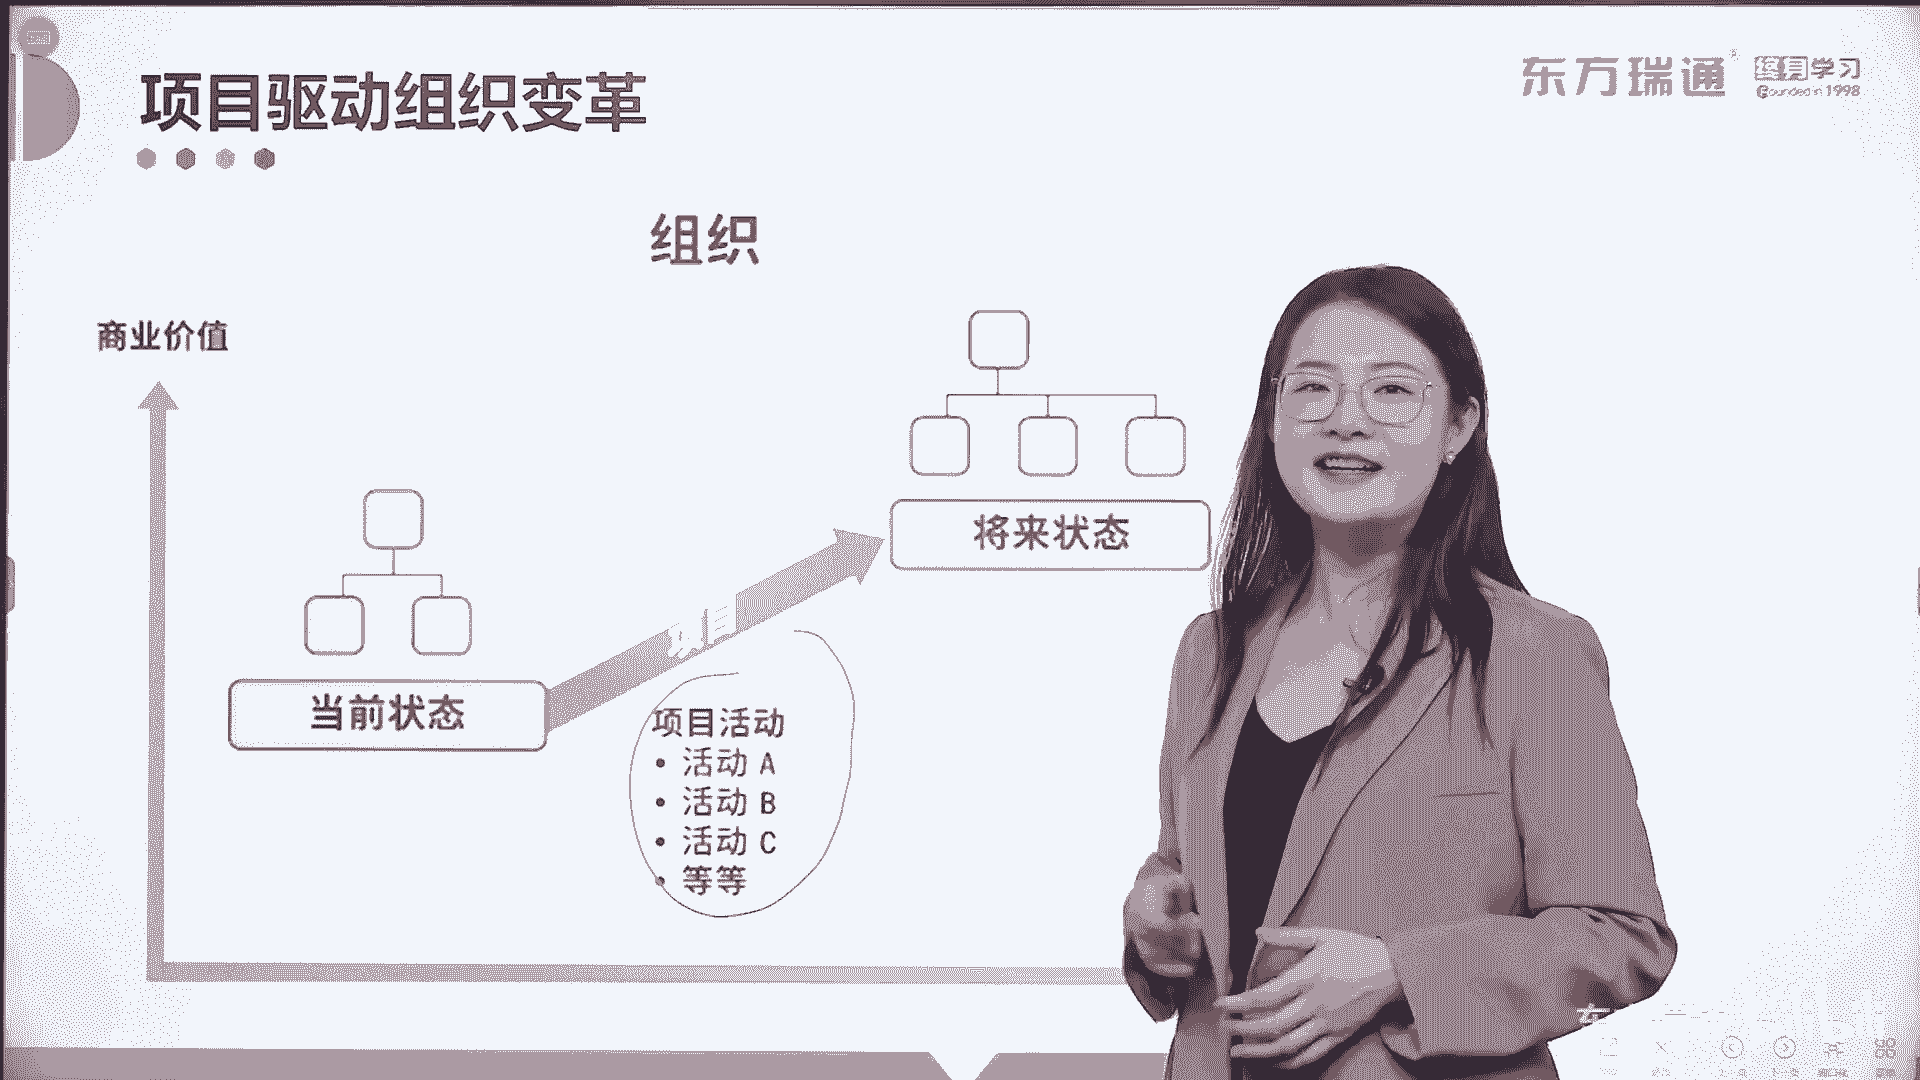 项目驱动组织变革
东方瑞通
终身学习
Founded in 1998
组织
商业价值
将来状态
项目
当前状态
项目活动
• 活动 A
• 活动 B
• 活动 C
• 等等